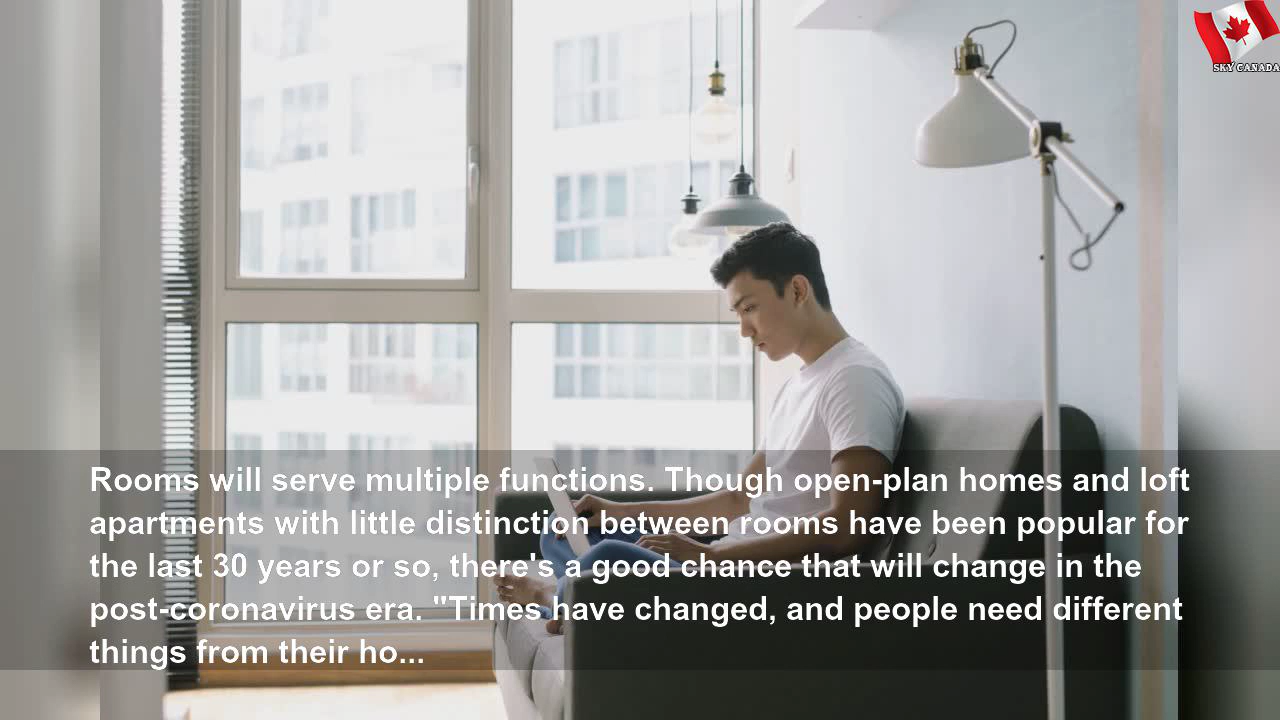 SKY CANADA
Rooms will serve multiple functions. Though open-plan homes and loft
apartments with little distinction between rooms have been popular for
the last 30 years or so, there's a good chance that will change in the
post-coronavirus era. "Times have changed, and people need different
things from their ho...